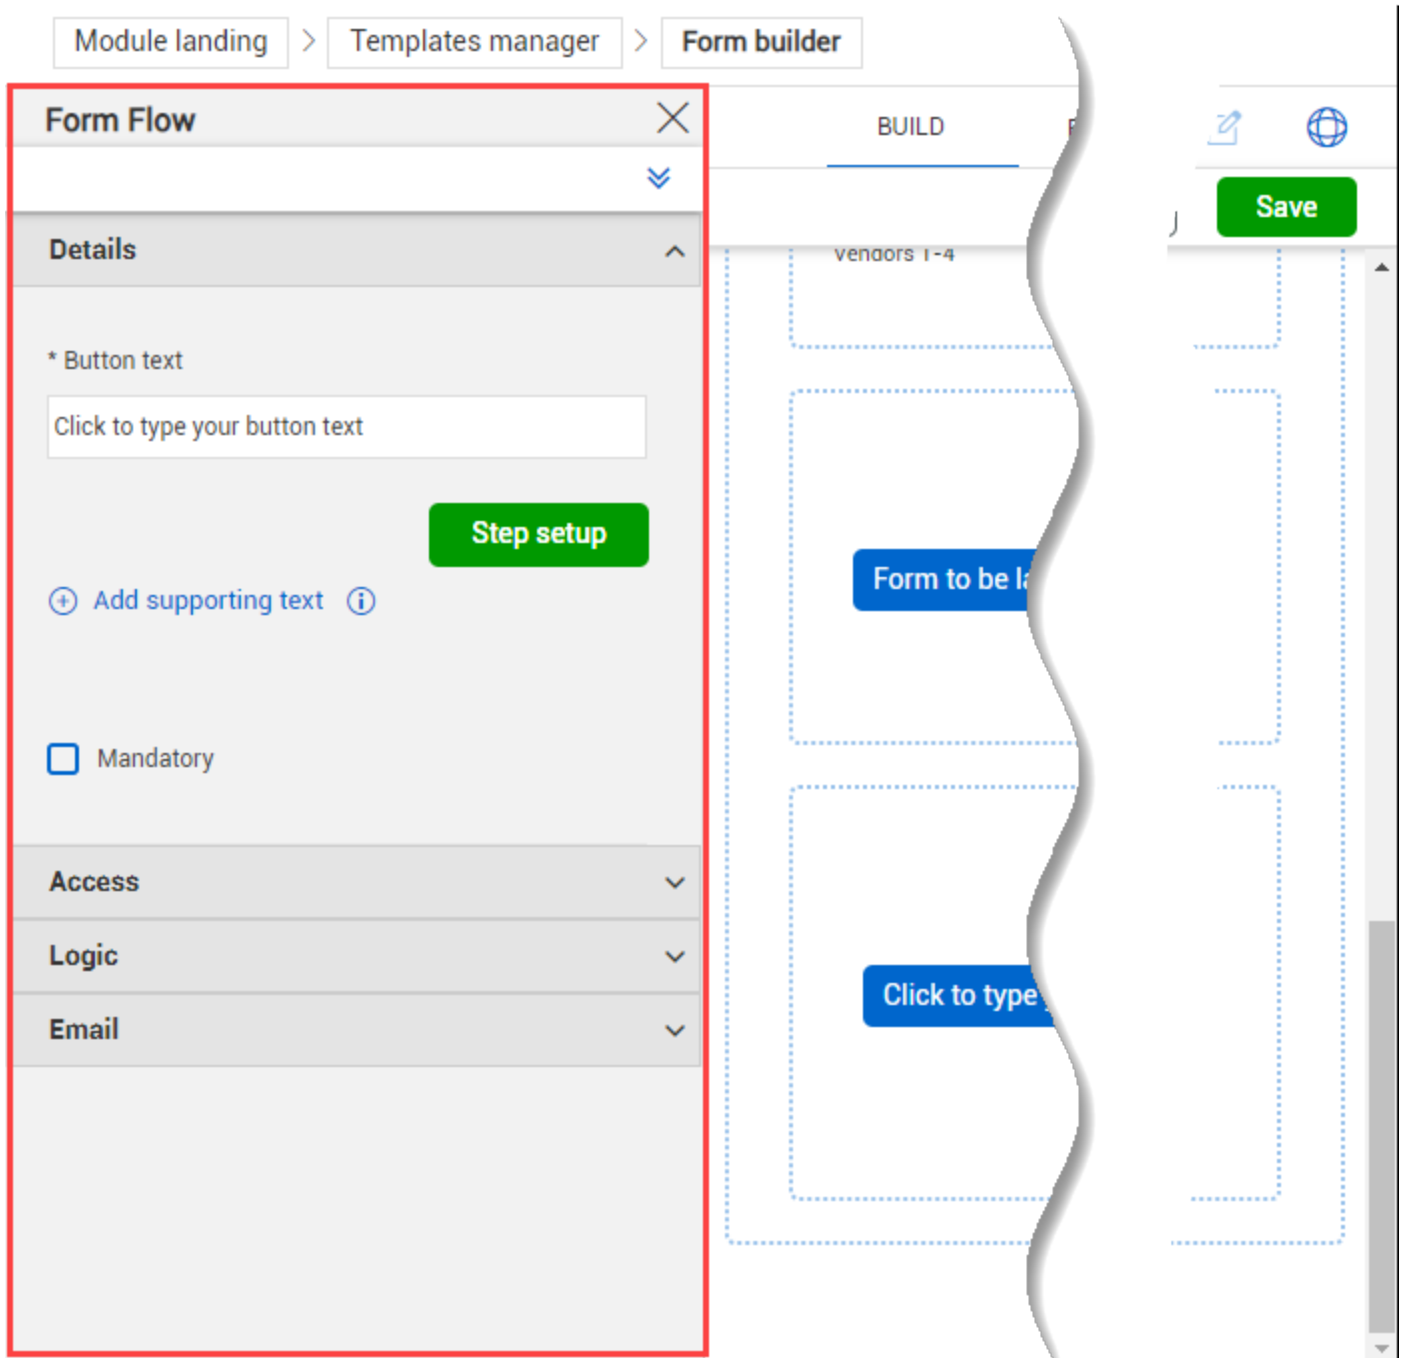 Module landing > Templates manager > Form builder
Form Flow
BUILD
Save
Details
Vendors 1-4
* Button text
Click to type your button text
Step setup
Form to be
Add supporting text
Mandatory
Access
Logic
Click to type
Email